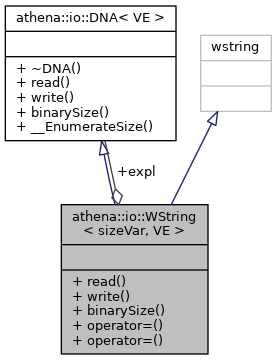 athena::io::DNA< VE >
+ ~DNA()
+ read()
+ write()
+ binarySize()
+ __EnumerateSize()
wstring
+expl
athena::io::WString
< sizeVar, VE >
+ read()
+ write()
+ binarySize()
+ operator=()
+ operator=()